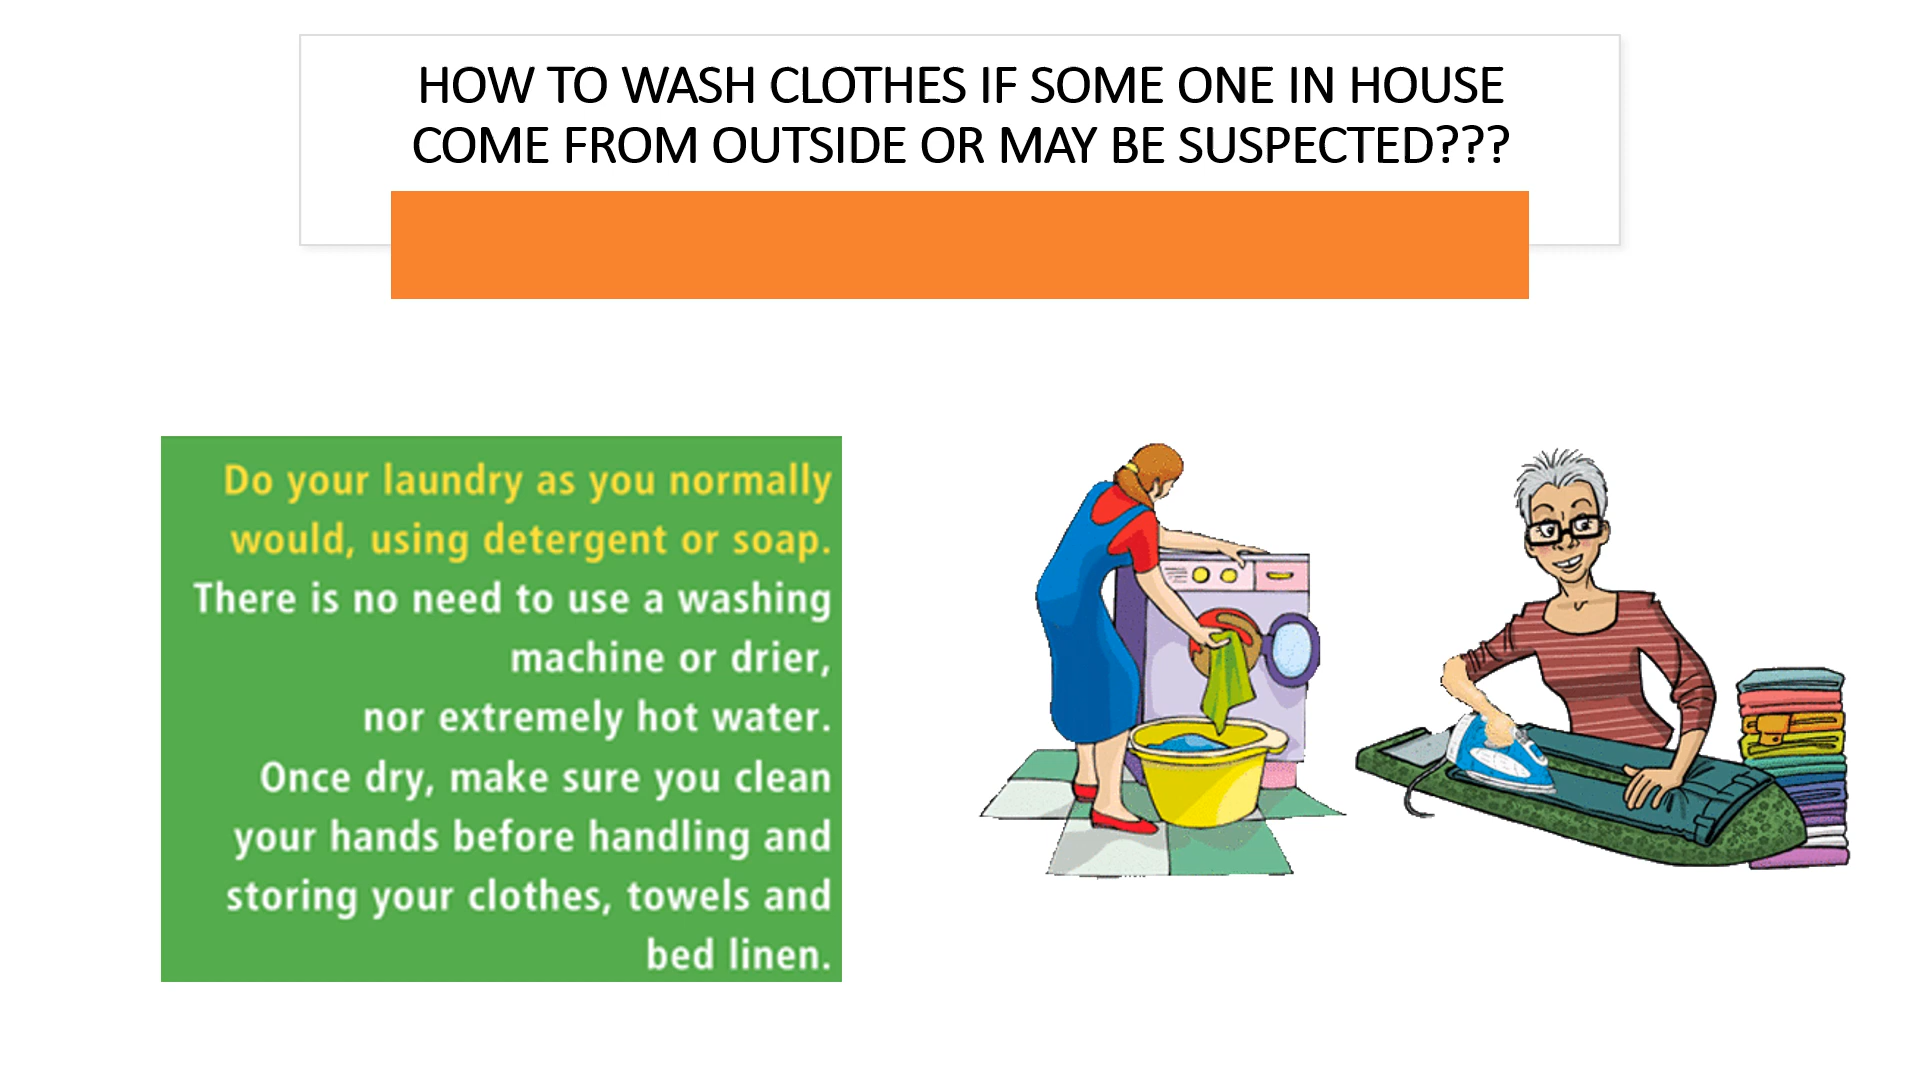 HOW TO WASH CLOTHES IF SOME ONE IN HOUSE
COME FROM OUTSIDE OR MAY BE SUSPECTED???
Do your laundry as you normally
would, using detergent or soap.
There is no need to use a washing
machine or drier,
nor extremely hot water.
Once dry, make sure you clean
your hands before handling and
storing your clothes, towels and
bed linen.